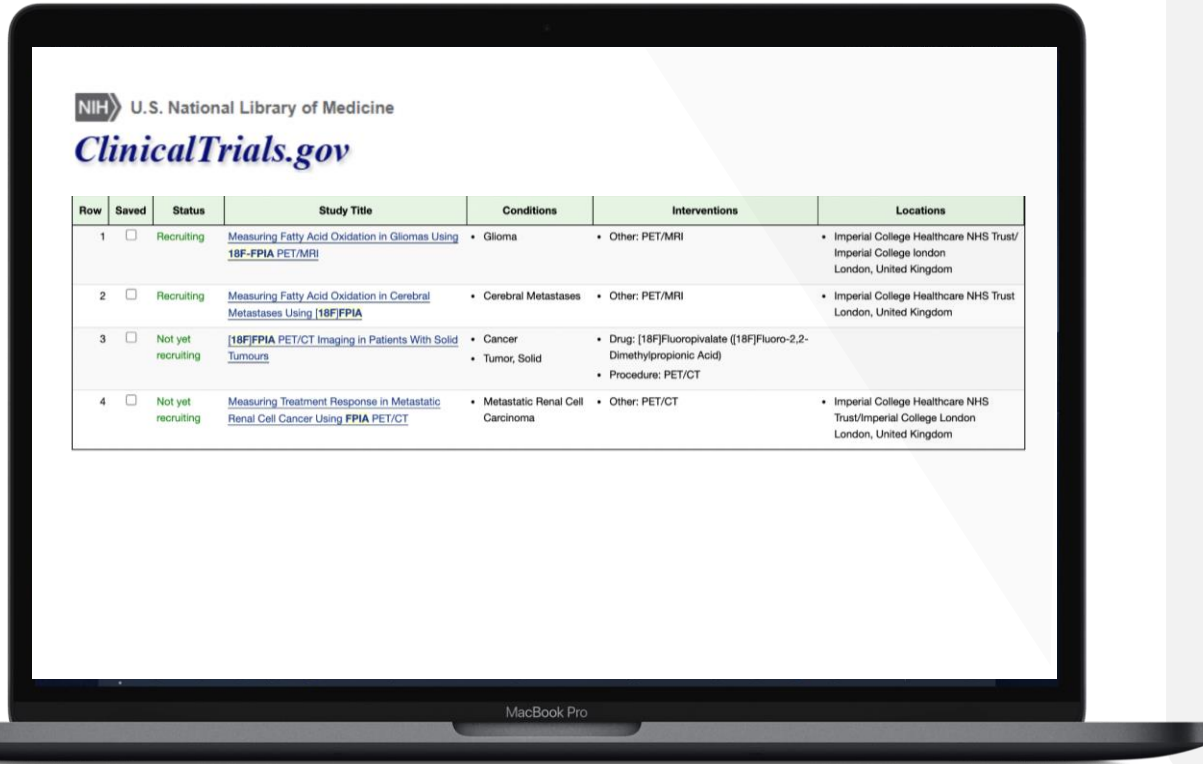 NIH U.S. National Library of Medicine
ClinicalTrials.gov
Row Saved Status Study Title Conditions Interventions Locations
1 Recruiting Measuring Fatty Acid Oxidation in Gliomas Using • Glioma • Other: PET/MRI • Imperial College Healthcare NHS Trust/
18F-FPIA PET/MRI Imperial College london
London, United Kingdom
2 Recruiting Measuring Fatty Acid Oxidation in Cerebral • Cerebral Metastases • Other: PET/MRI • Imperial College Healthcare NHS Trust
Metastases Using [18F]FPIA London, United Kingdom
3 Not yet [18F]FPIA PET/CT Imaging in Patients With Solid • Cancer • Drug: [18F]Fluoropivalate ([18F]Fluoro-2,2-
recruiting Tumours • Tumor, Solid Dimethylpropionic Acid)
• Procedure: PET/CT
4 Not yet Measuring Treatment Response in Metastatic • Metastatic Renal Cell • Other: PET/CT • Imperial College Healthcare NHS
recruiting Renal Cell Cancer Using FPIA PET/CT Carcinoma Trust/Imperial College London
London, United Kingdom
MacBook Pro